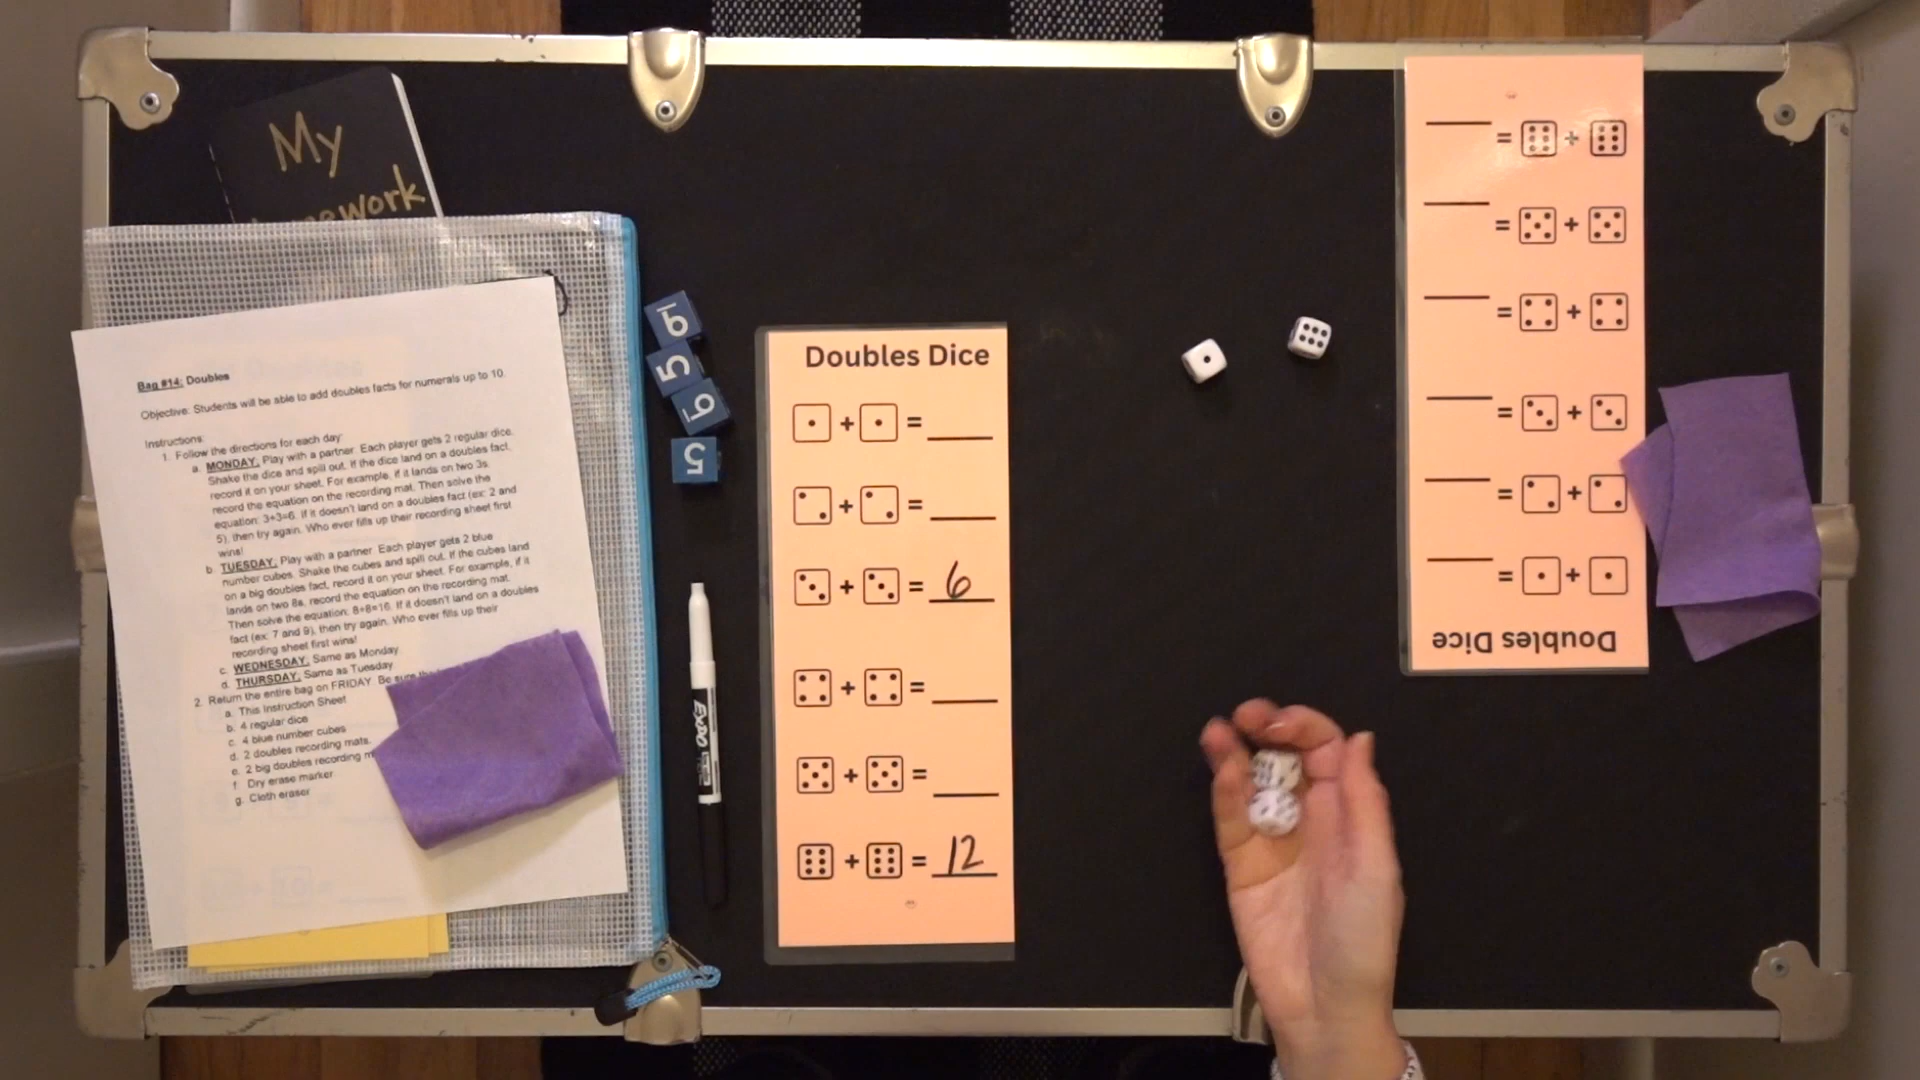 My
work
Bag #14: Doubles
Objective: Students will be able to add doubles facts for numerals up to 10.
Instructions:
1. Follow the directions for each day:
a. MONDAY: Play with a partner. Each player gets 2 regular dice.
Shake the dice and spill out. If the dice land on a doubles fact,
record it on your sheet. For example, if it lands on two 3s,
record the equation on the recording mat. Then solve the
equation: 3+3=6. If it doesn't land on a doubles fact (ex: 2 and
5), then try again. Who ever fills up their recording sheet first
wins!
b. TUESDAY: Play with a partner. Each player gets 2 blue
number cubes. Shake the cubes and spill out. If the cubes land
on a big doubles fact, record it on your sheet. For example, if it
lands on two 8s, record the equation on the recording mat.
Then solve the equation: 8+8=16. If it doesn't land on a doubles
fact (ex: 7 and 9), then try again. Who ever fills up their
recording sheet first wins!
c. WEDNESDAY: Same as Monday
d. THURSDAY: Same as Tuesday
2. Return the entire bag on FRIDAY. Be sure
a. This Instruction Sheet
b. 4 regular dice
c. 4 blue number cubes
d. 2 doubles recording mats
e. 2 big doubles recording
f. Dry erase marker
g. Cloth eraser
9
5
6
5
EXPO
Doubles Dice
+ =
+ =
+ = 6
+ =
+ =
+ = 12
= +
= +
= +
= +
= +
= +
Doubles Dice